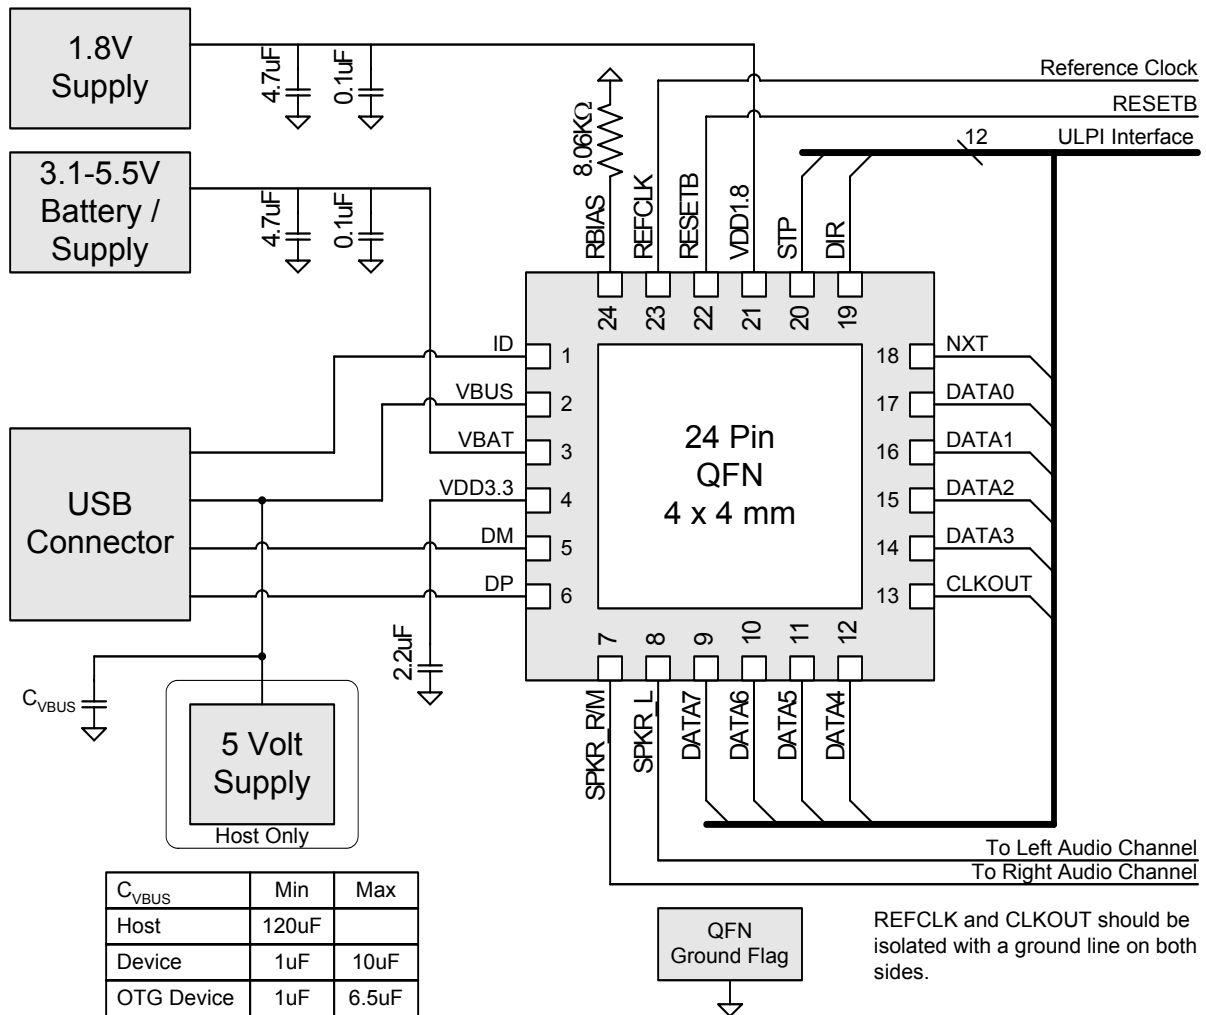 1.8V
Supply
4.7uF
0.1uF
3.1-5.5V
Battery /
Supply
4.7uF
0.1uF
8.06KΩ
Reference Clock
RESETB
12
ULPI Interface
RBIAS
REFCLK
RESETB
VDD1.8
STP
DIR
24
23
22
21
20
19
ID
1
VBUS
2
VBAT
3
VDD3.3
4
DM
5
DP
6
USB
Connector
24 Pin
QFN
4 x 4 mm
18
NXT
17
DATA0
16
DATA1
15
DATA2
14
DATA3
13
CLKOUT
7
8
9
10
11
12
SPKR_R/M
SPKR_L
DATA7
DATA6
DATA5
DATA4
2.2uF
CVBUS
5 Volt
Supply
Host Only
To Left Audio Channel
To Right Audio Channel
CVBUS Min Max
Host 120uF
Device 1uF 10uF
OTG Device 1uF 6.5uF
QFN
Ground Flag
REFCLK and CLKOUT should be
isolated with a ground line on both
sides.